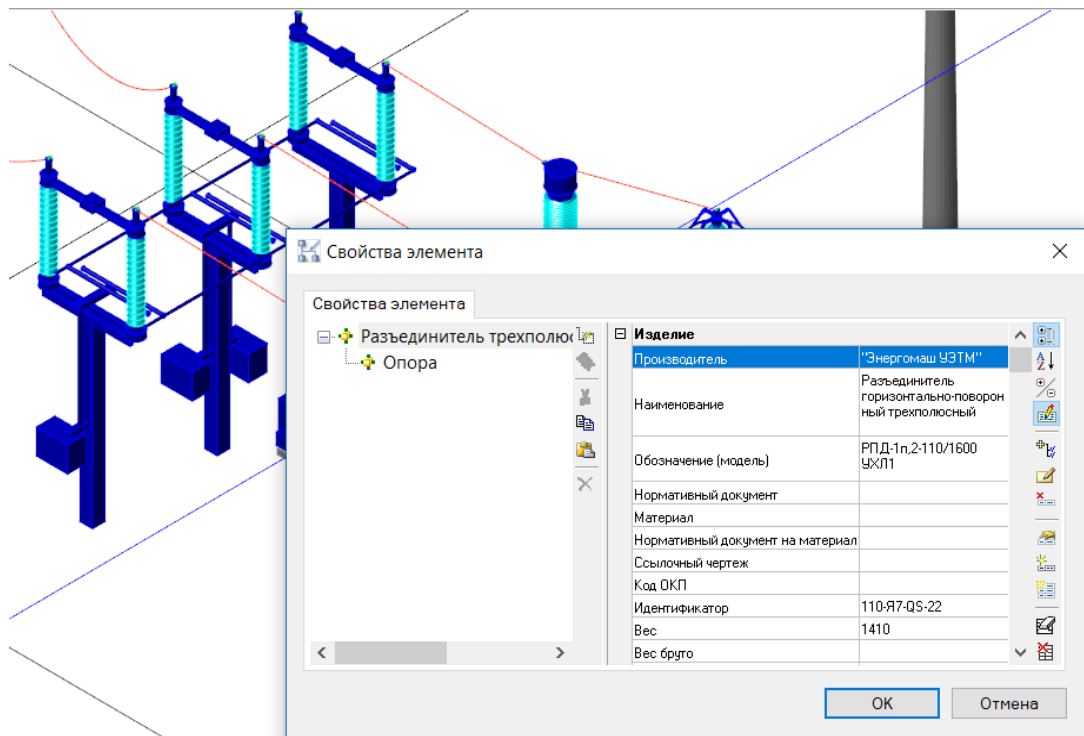 Свойства элемента
Свойства элемента
Разъединитель трехполюс
Опора
Изделие
Производитель "Энергомаш УЭТМ"
Наименование Разъединитель
горизонтально-поворон
ный трехполюсный
Обозначение (модель) РПД-1п,2-110/1600
УХЛ1
Нормативный документ
Материал
Нормативный документ на материал
Ссылочный чертеж
Код ОКП
Идентификатор 110-Я7-QS-22
Вес 1410
Вес бруто
OK Отмена